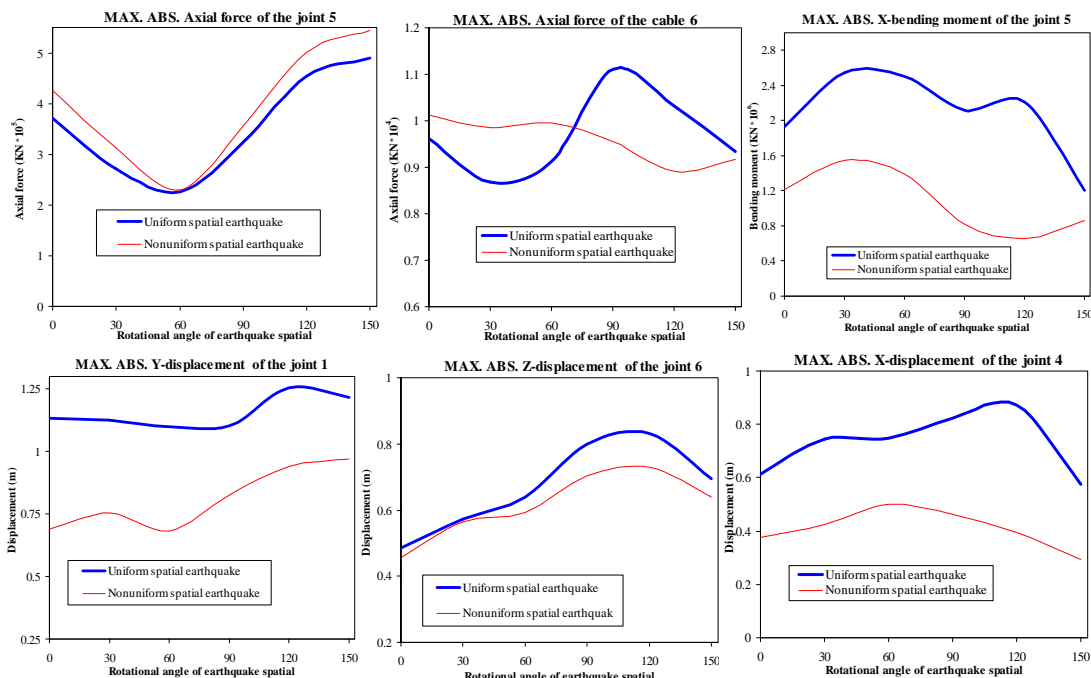 MAX. ABS. Axial force of the joint 5
Axial force (KN * 10^5)
5
4
3
2
1
0
Uniform spatial earthquake
Nonuniform spatial earthquake
0 30 60 90 120 150
Rotational angle of earthquake spatial
MAX. ABS. Axial force of the cable 6
Axial force (KN * 10^4)
1.2
1.1
1
0.9
0.8
0.7
0.6
Uniform spatial earthquake
Nonuniform spatial earthquake
0 30 60 90 120 150
Rotational angle of earthquake spatial
MAX. ABS. X-bending moment of the joint 5
Bending moment (KN * 10^6)
3
2.6
2.2
1.6
1.2
0.8
0
Uniform spatial earthquake
Nonuniform spatial earthquake
0 30 60 90 120 150
Rotational angle of earthquake spatial
MAX. ABS. Y-displacement of the joint 1
Displacement (m)
1.25
1
0.75
0.5
0.25
Uniform spatial earthquake
Nonuniform spatial earthquake
0 30 60 90 120 150
Rotational angle of earthquake spatial
MAX. ABS. Z-displacement of the joint 6
Displacement (m)
1
0.8
0.6
0.4
0.2
Uniform spatial earthquake
Nonuniform spatial earthquak
0 30 60 90 120 150
Rotational angle of earthquake spatial
MAX. ABS. X-displacement of the joint 4
Displacement (m)
1
0.8
0.6
0.4
0.2
0
Uniform spatial earthquake
Nonuniform spatial earthquake
0 30 60 90 120 150
Rotational angle of earthquake spatial